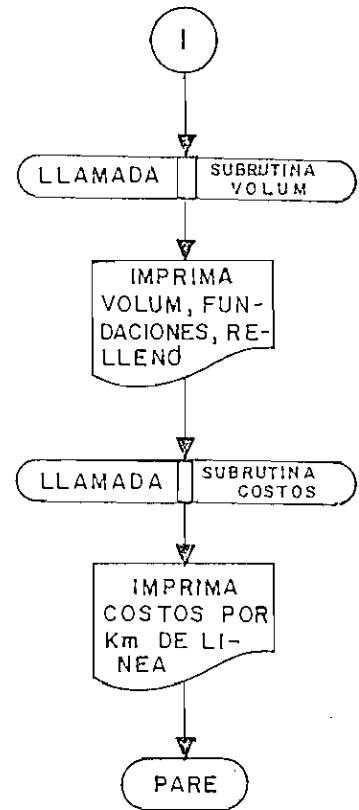 I
LLAMADA SUBRUTINA
VOLUM
IMPRIMA
VOLUM, FUN-
DACIONES, RE-
LLENO
LLAMADA SUBRUTINA
COSTOS
IMPRIMA
COSTOS POR
Km DE LI-
NEA
PARE